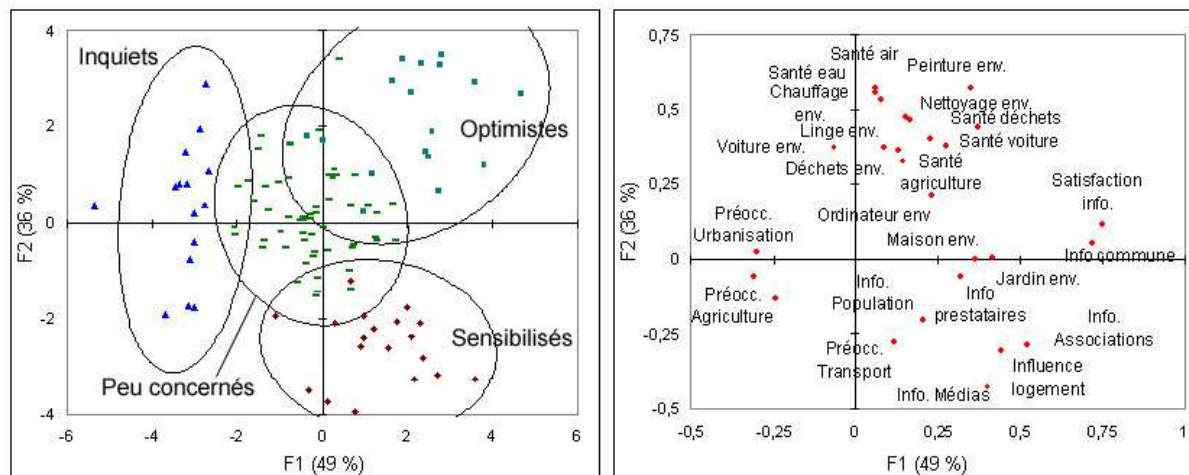 4
2
0
-2
-4
-6
-4
-2
0
2
4
6
F2 (36 %)
F1 (49 %)
Inquiets
Optimistes
Sensibilisés
Peu concernés
0,75
0,5
0,25
0
-0,25
-0,5
-0,5
-0,25
0
0,25
0,5
0,75
1
F2 (36 %)
F1 (49 %)
Santé air
Peinture env.
Santé eau
Chauffage
env.
Nettoyage env.
Santé déchets
Linge env.
Santé voiture
Voiture env.
Déchets env.
Santé
agriculture
Satisfaction
info.
Préocc.
Urbanisation
Ordinateur env
Maison env.
Info commune
Préocc.
Agriculture
Info.
Population
Info
prestataires
Jardin env.
Info.
Associations
Préocc.
Transport
Influence
logement
Info. Médias